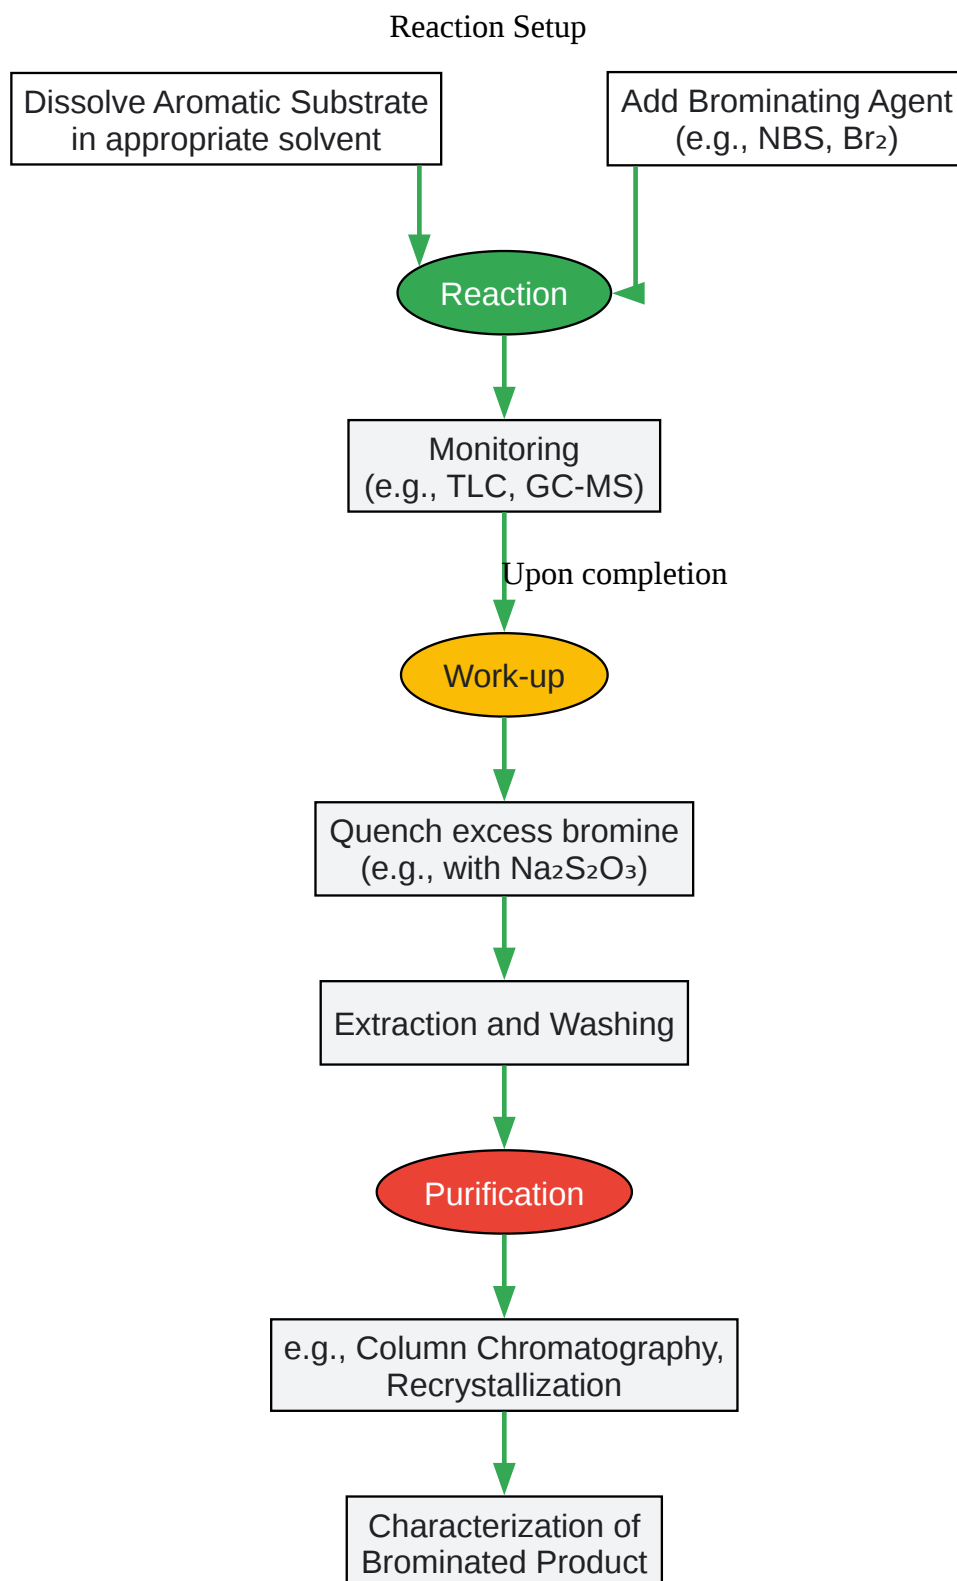 Reaction Setup
Dissolve Aromatic Substrate
in appropriate solvent
Add Brominating Agent
(e.g., NBS, Br₂)
Reaction
Monitoring
(e.g., TLC, GC-MS)
Upon completion
Work-up
Quench excess bromine
(e.g., with Na₂S₂O₃)
Extraction and Washing
Purification
e.g., Column Chromatography,
Recrystallization
Characterization of
Brominated Product